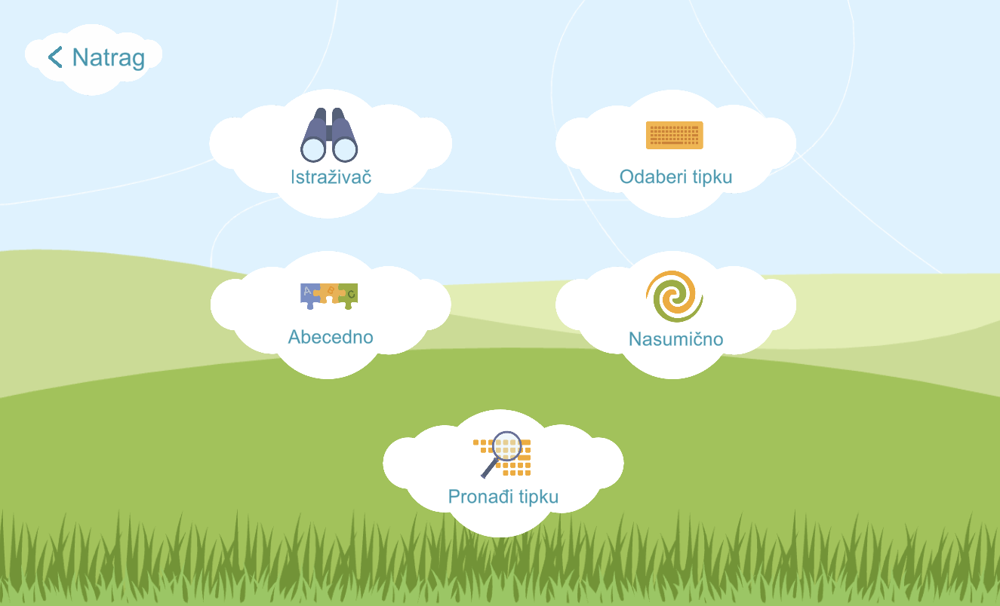 Natrag
Istraživač
Odaberi tipku
A B C
Abecedno
Nasumično
Pronađi tipku